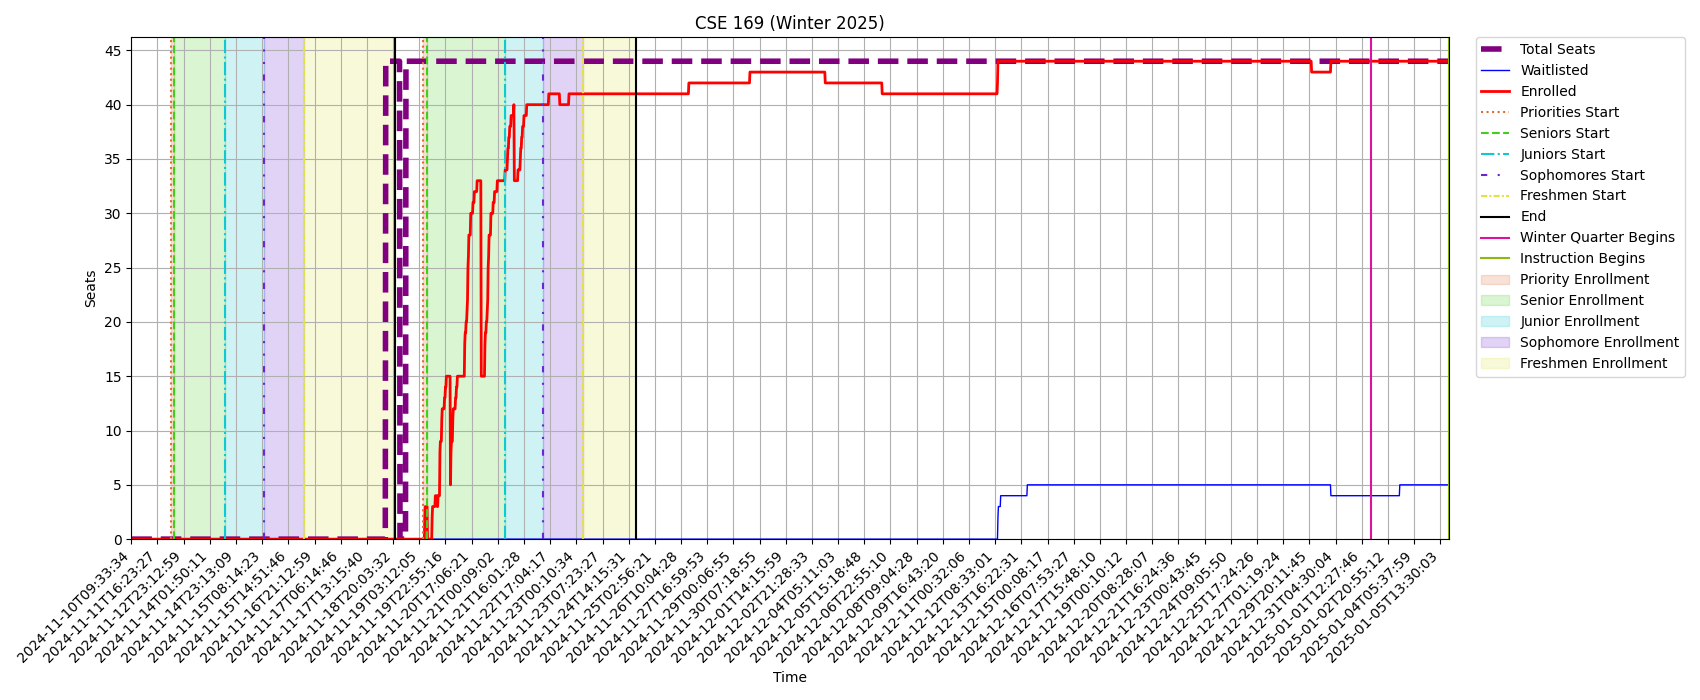 CSE 169 (Winter 2025)
45
40
35
30
25
20
15
10
5
0
Seats
2024-11-10T09:33:34
2024-11-11T16:23:27
2024-11-12T23:12:59
2024-11-14T01:50:11
2024-11-14T23:13:09
2024-11-15T08:14:23
2024-11-15T14:51:46
2024-11-16T21:12:59
2024-11-17T06:14:46
2024-11-17T13:15:40
2024-11-18T20:03:32
2024-11-19T03:12:05
2024-11-19T22:55:16
2024-11-20T17:06:21
2024-11-21T00:09:02
2024-11-21T16:01:28
2024-11-22T17:04:17
2024-11-23T00:10:34
2024-11-23T07:23:27
2024-11-24T14:15:31
2024-11-25T02:56:21
2024-11-26T10:04:28
2024-11-27T16:59:53
2024-11-29T00:06:55
2024-11-30T07:18:55
2024-12-01T14:15:59
2024-12-02T21:28:33
2024-12-04T05:11:03
2024-12-05T15:18:48
2024-12-06T22:55:10
2024-12-08T09:04:28
2024-12-09T16:43:20
2024-12-11T00:32:06
2024-12-12T08:33:01
2024-12-13T16:22:31
2024-12-15T00:08:17
2024-12-16T07:53:27
2024-12-17T15:48:10
2024-12-19T00:10:12
2024-12-20T08:28:07
2024-12-21T16:24:36
2024-12-23T00:43:45
2024-12-24T09:05:50
2024-12-25T17:24:26
2024-12-27T01:19:24
2024-12-29T20:11:45
2024-12-31T04:30:04
2025-01-01T12:27:46
2025-01-02T20:55:12
2025-01-04T05:37:59
2025-01-05T13:30:03
Time
Total Seats
Waitlisted
Enrolled
Priorities Start
Seniors Start
Juniors Start
Sophomores Start
Freshmen Start
End
Winter Quarter Begins
Instruction Begins
Priority Enrollment
Senior Enrollment
Junior Enrollment
Sophomore Enrollment
Freshmen Enrollment